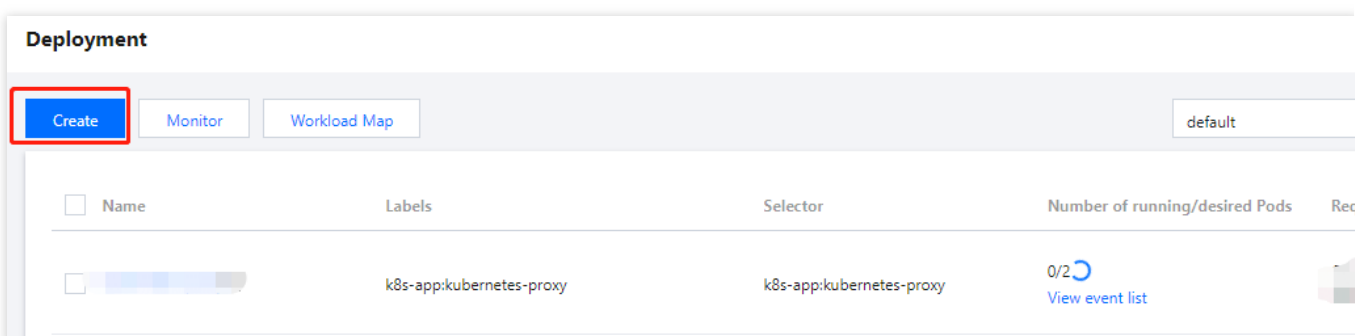 Deployment
Create Monitor Workload Map default
Name Labels Selector Number of running/desired Pods
k8s-app:kubernetes-proxy k8s-app:kubernetes-proxy 0/2
View event list